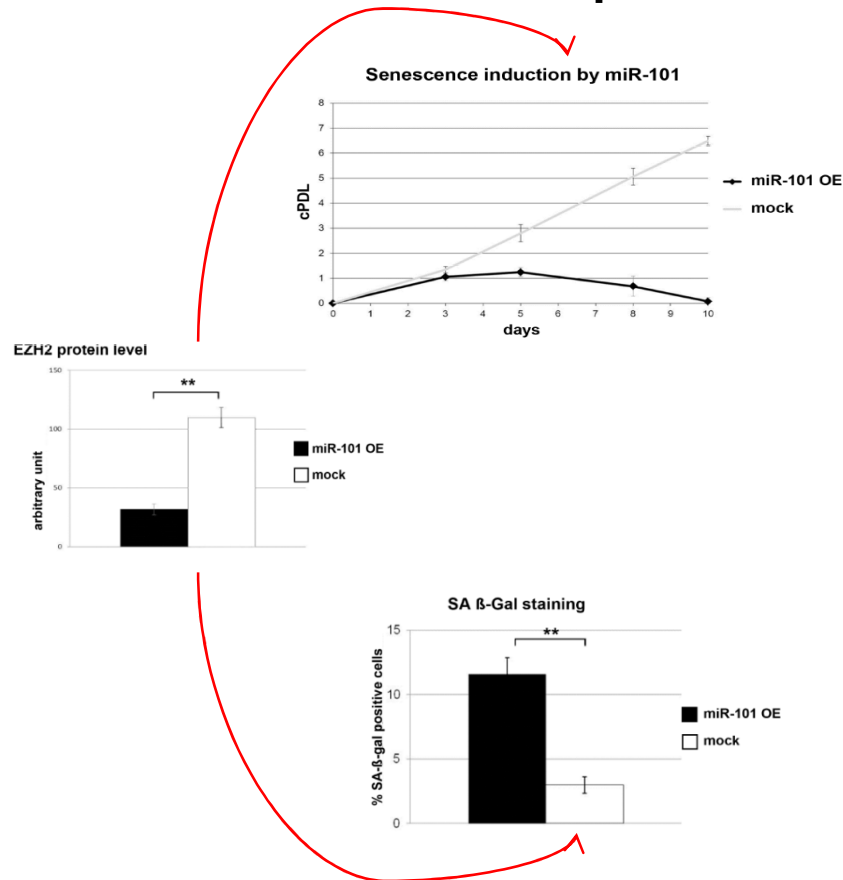 Senescence induction by miR-101
8
7
6
5
4
3
2
1
0
cPDL
0 1 2 3 4 5 6 7 8 9 10
days
miR-101 OE
mock
EZH2 protein level
150
100
50
0
arbitrary unit
**
miR-101 OE
mock
SA ß-Gal staining
15
10
5
0
% SA-ß-gal positive cells
**
miR-101 OE
mock